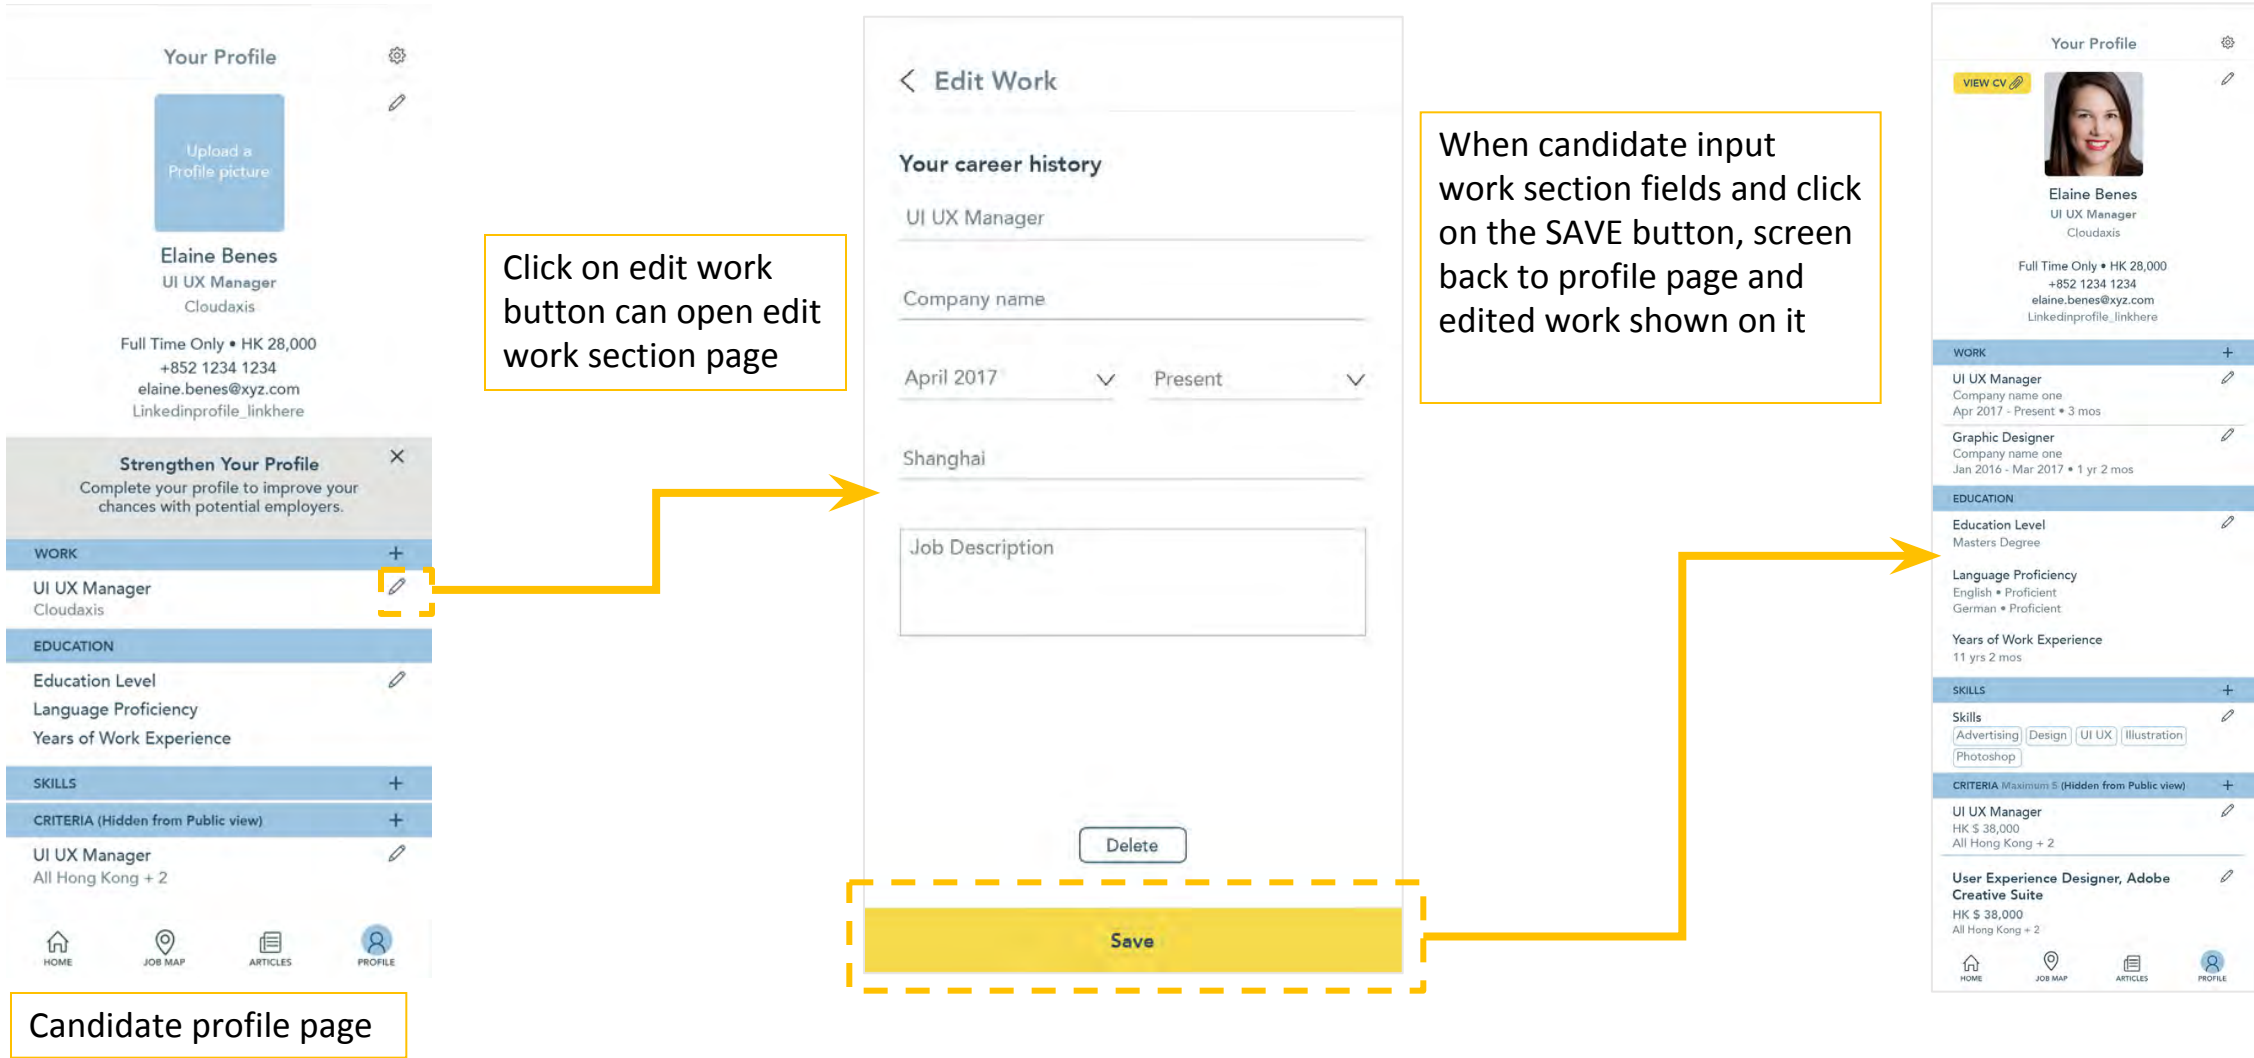 Your Profile
Upload a
Profile picture
Elaine Benes
UI UX Manager
Cloudaxis
Full Time Only • HK 28,000
+852 1234 1234
elaine.benes@xyz.com
Linkedinprofile_linkhere
Strengthen Your Profile
Complete your profile to improve your
chances with potential employers.
WORK
UI UX Manager
Cloudaxis
EDUCATION
Education Level
Language Proficiency
Years of Work Experience
SKILLS
CRITERIA (Hidden from Public view)
UI UX Manager
All Hong Kong + 2
HOME
JOB MAP
ARTICLES
PROFILE
Candidate profile page
Click on edit work
button can open edit
work section page
Edit Work
Your career history
UI UX Manager
Company name
April 2017
Present
Shanghai
Job Description
Delete
Save
When candidate input
work section fields and click
on the SAVE button, screen
back to profile page and
edited work shown on it
Your Profile
VIEW CV
Elaine Benes
UI UX Manager
Cloudaxis
Full Time Only • HK 28,000
+852 1234 1234
elaine.benes@xyz.com
Linkedinprofile_linkhere
WORK
UI UX Manager
Company name one
Apr 2017 - Present • 3 mos
Graphic Designer
Company name one
Jan 2016 - Mar 2017 • 1 yr 2 mos
EDUCATION
Education Level
Masters Degree
Language Proficiency
English • Proficient
German • Proficient
Years of Work Experience
11 yrs 2 mos
SKILLS
Skills
Advertising Design UI UX Illustration
Photoshop
CRITERIA Maximum 5 (Hidden from Public view)
UI UX Manager
HK $ 38,000
All Hong Kong + 2
User Experience Designer, Adobe
Creative Suite
HK $ 38,000
All Hong Kong + 2
HOME
JOB MAP
ARTICLES
PROFILE